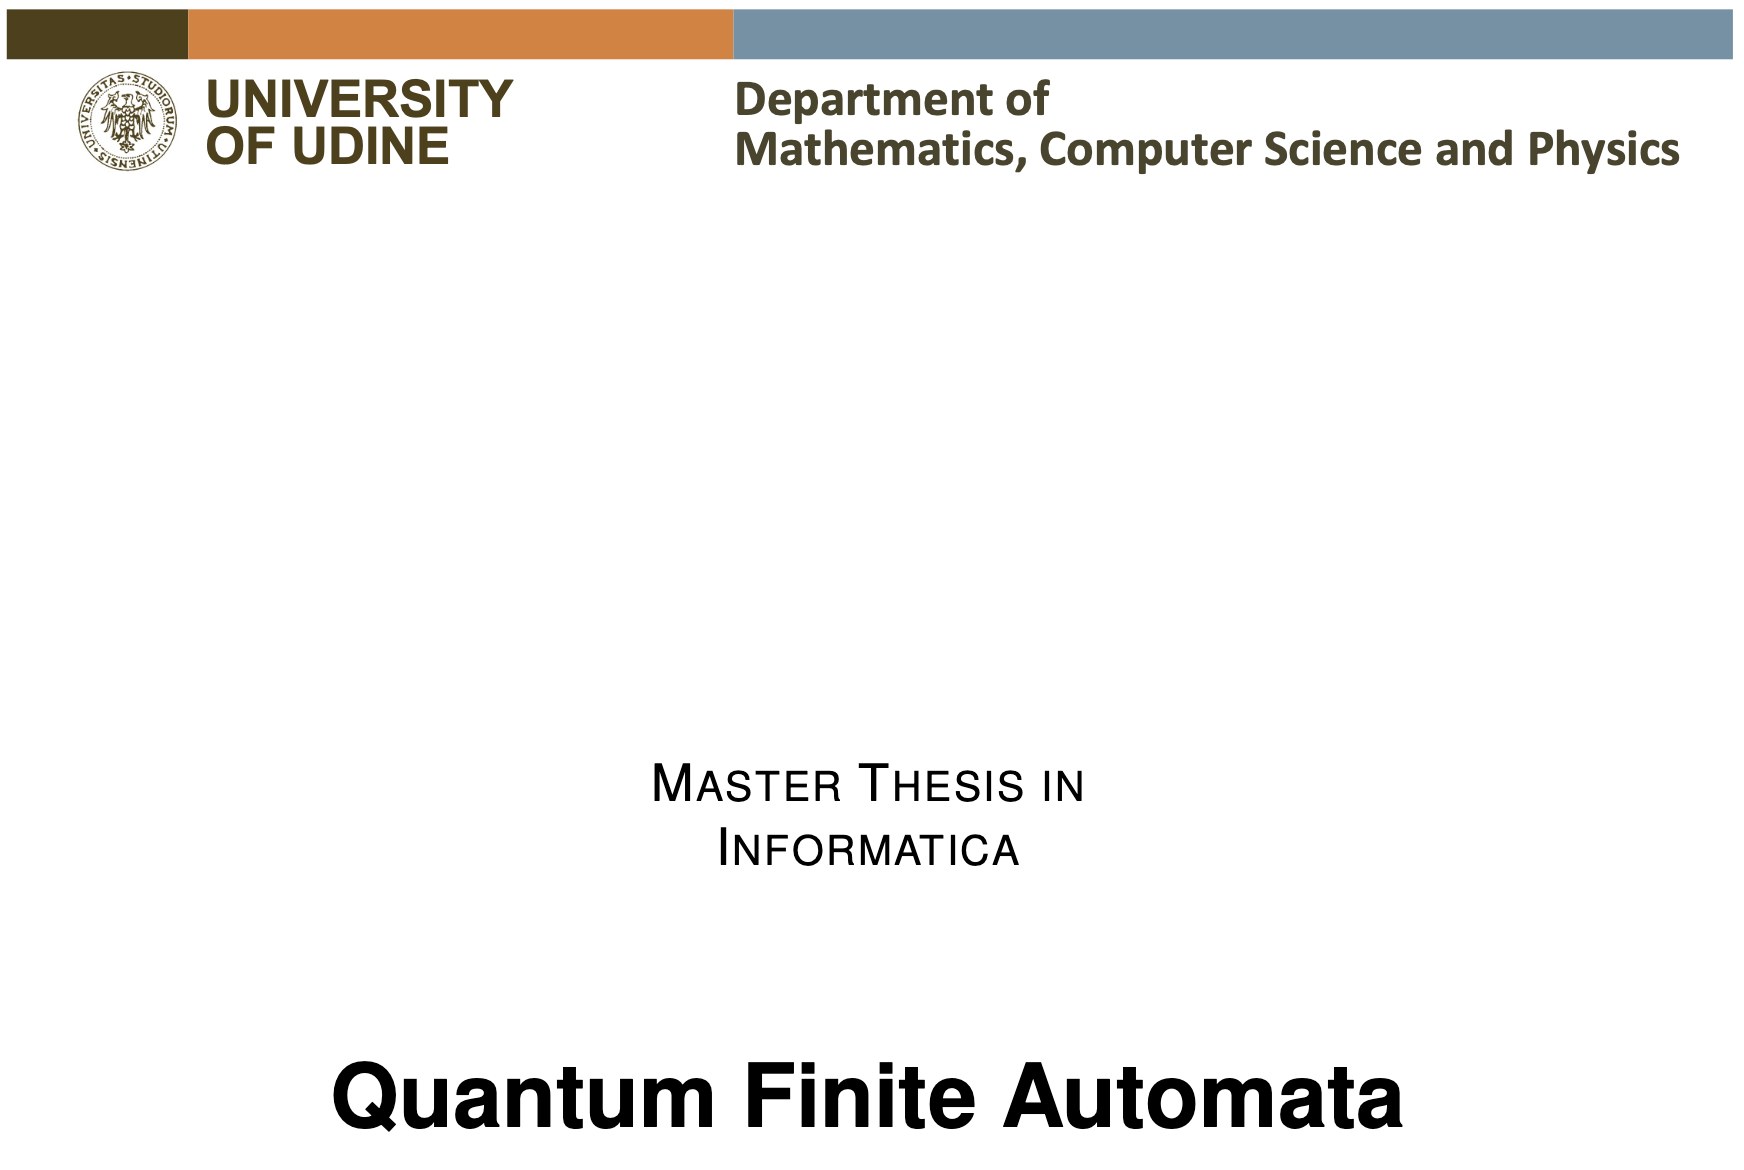 UNIVERSITAS·STUDIORUM·UTINENSIS·
UNIVERSITY
OF UDINE
Department of
Mathematics, Computer Science and Physics
MASTER THESIS IN
INFORMATICA
Quantum Finite Automata